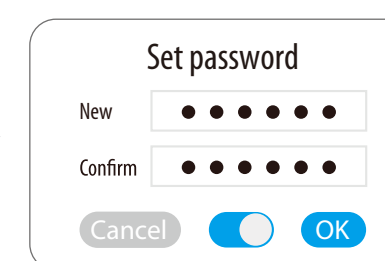 Set password
New ●●●●●●
Confirm ●●●●●●
Cancel OK